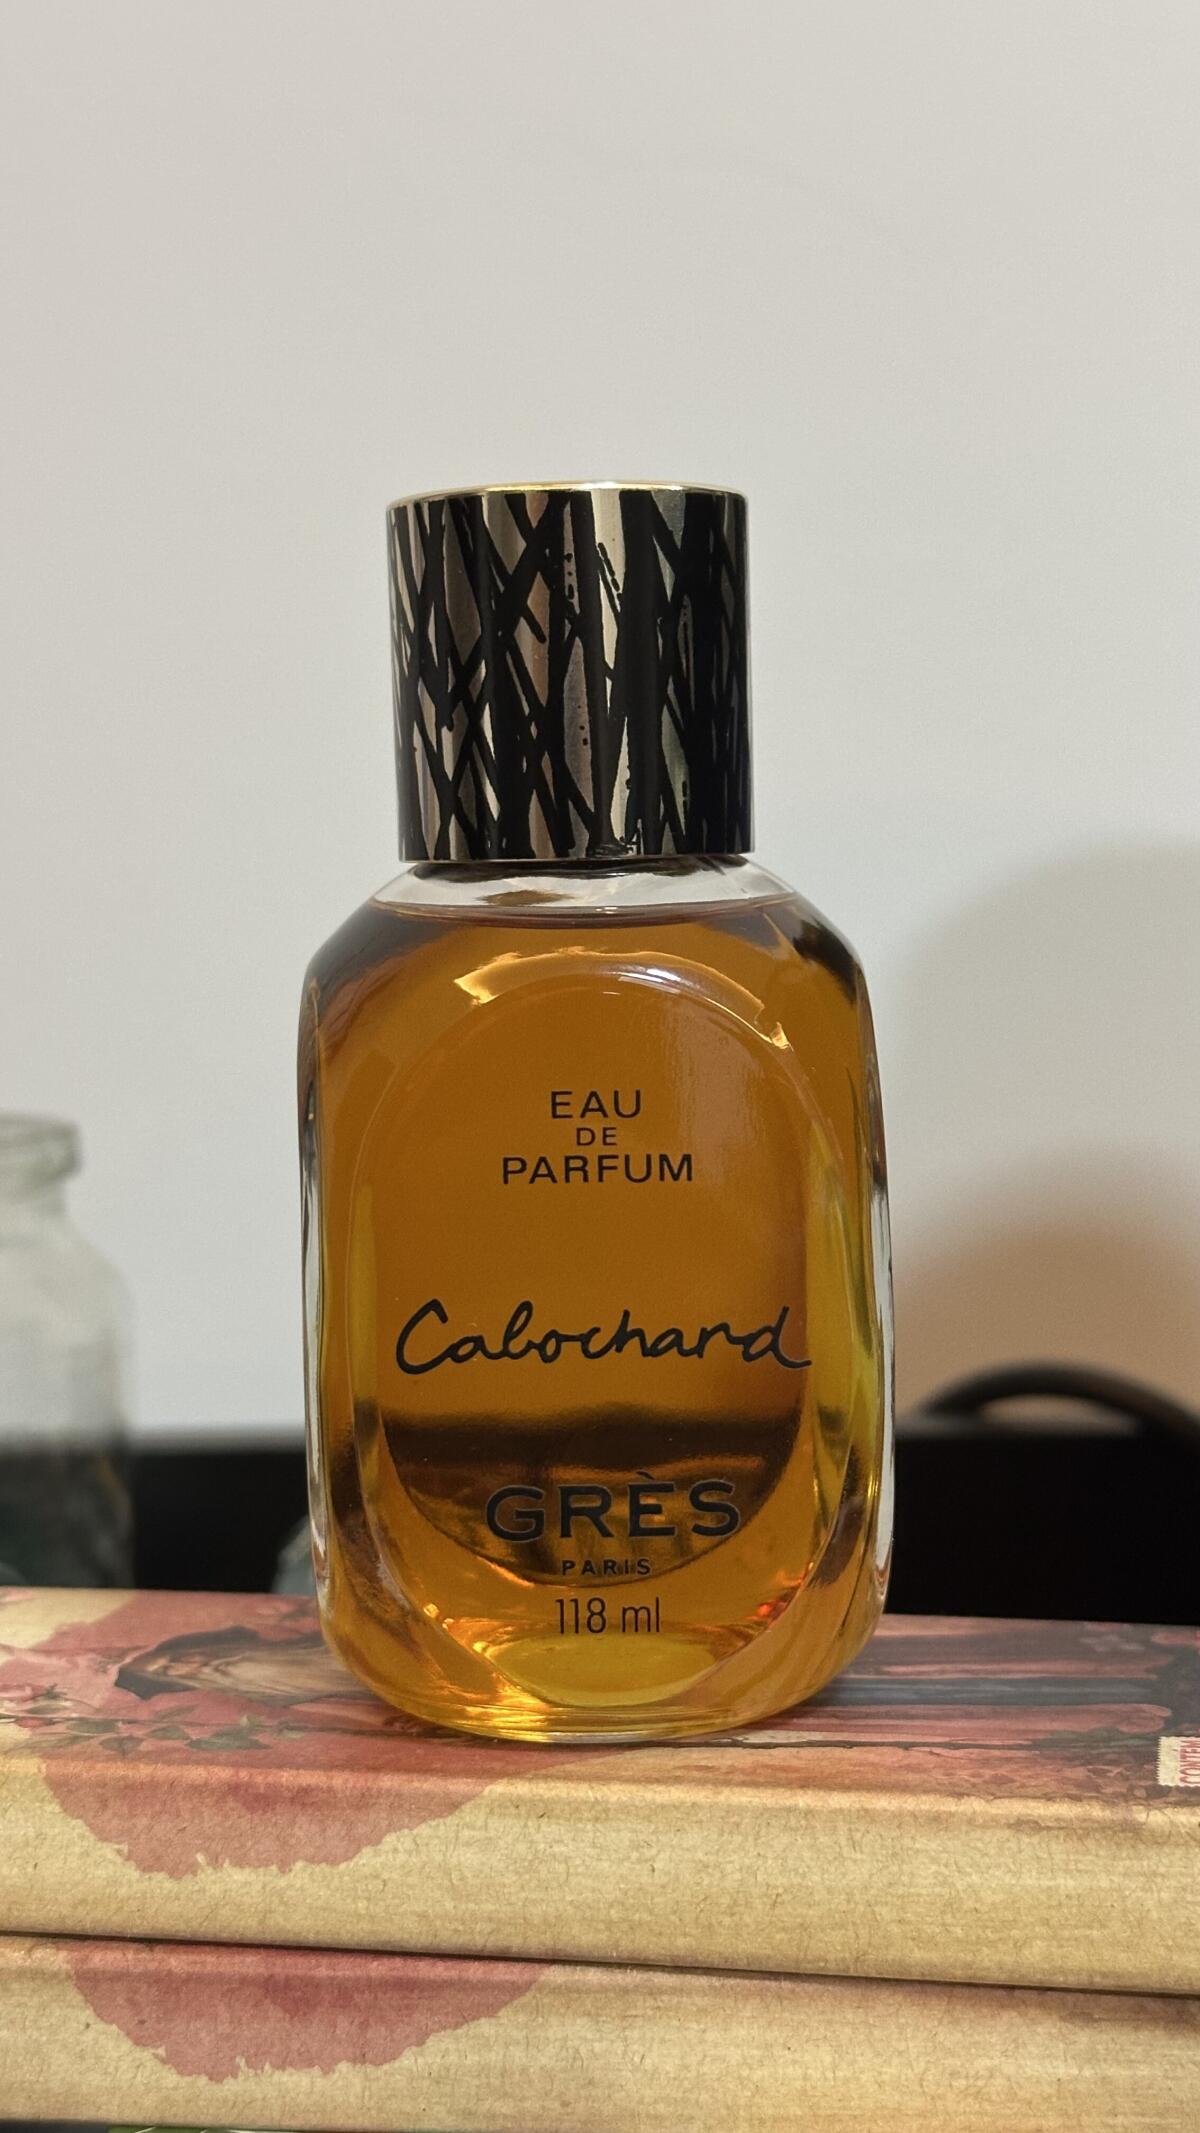 EAU
DE
PARFUM
Cabochard
GRÈS
PARIS
118 ml